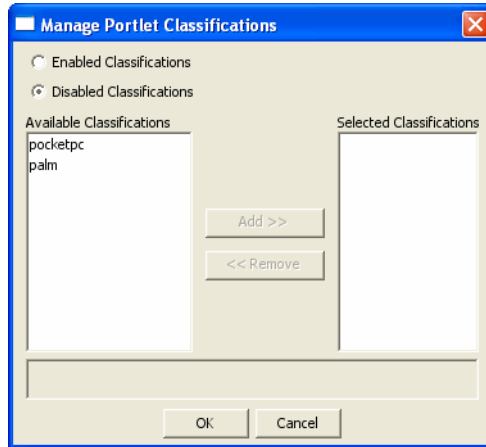 Manage Portlet Classifications
Enabled Classifications
Disabled Classifications
Available Classifications
Selected Classifications
pocketpc
palm
Add >>
<< Remove
OK
Cancel